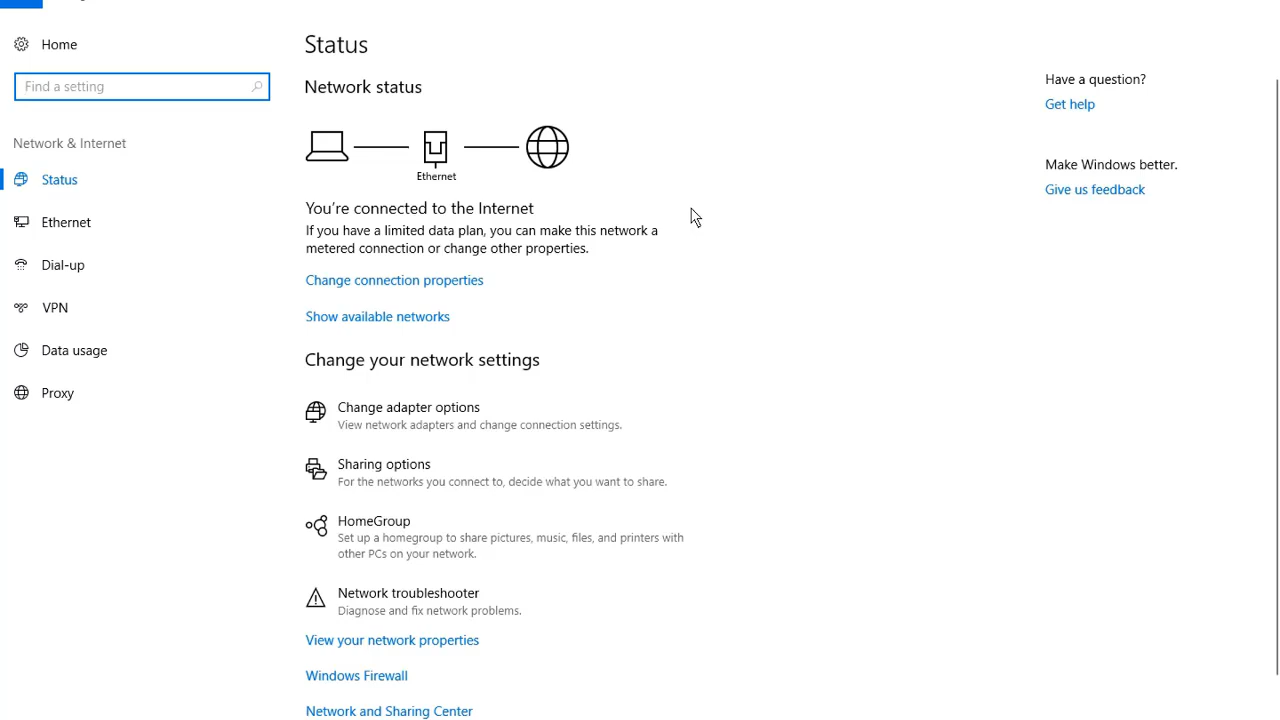 Home
Find a setting
Network & Internet
Status
Ethernet
Dial-up
VPN
Data usage
Proxy
Status
Network status
Ethernet
You're connected to the Internet
If you have a limited data plan, you can make this network a
metered connection or change other properties.
Change connection properties
Show available networks
Change your network settings
Change adapter options
View network adapters and change connection settings.
Sharing options
For the networks you connect to, decide what you want to share.
HomeGroup
Set up a homegroup to share pictures, music, files, and printers with
other PCs on your network.
Network troubleshooter
Diagnose and fix network problems.
View your network properties
Windows Firewall
Network and Sharing Center
Have a question?
Get help
Make Windows better.
Give us feedback